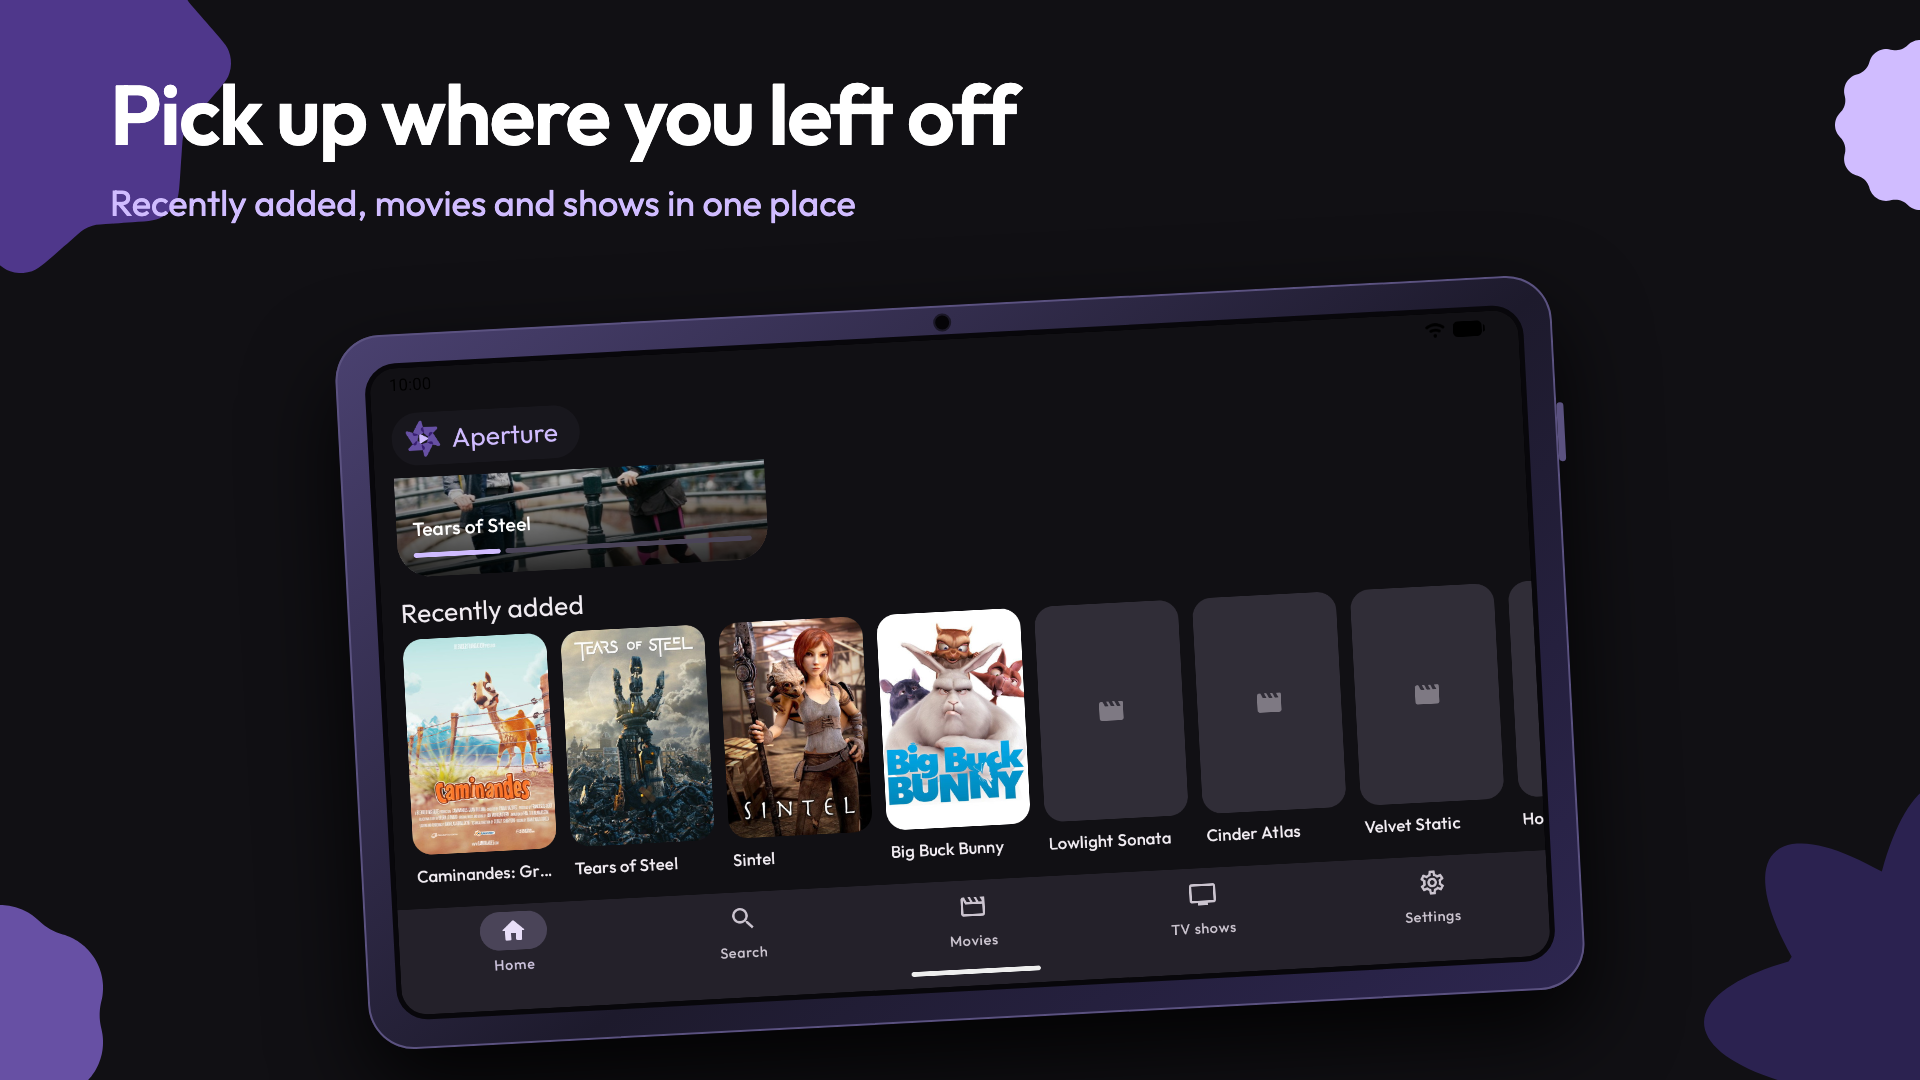 Pick up where you left off
Recently added, movies and shows in one place
10:00
Aperture
Tears of Steel
Recently added
TEARS OF STEEL
Caminandes
SINTEL
Big Buck
BUNNY
Caminandes: Gr...
Tears of Steel
Sintel
Big Buck Bunny
Lowlight Sonata
Cinder Atlas
Velvet Static
Ho
Home
Search
Movies
TV shows
Settings